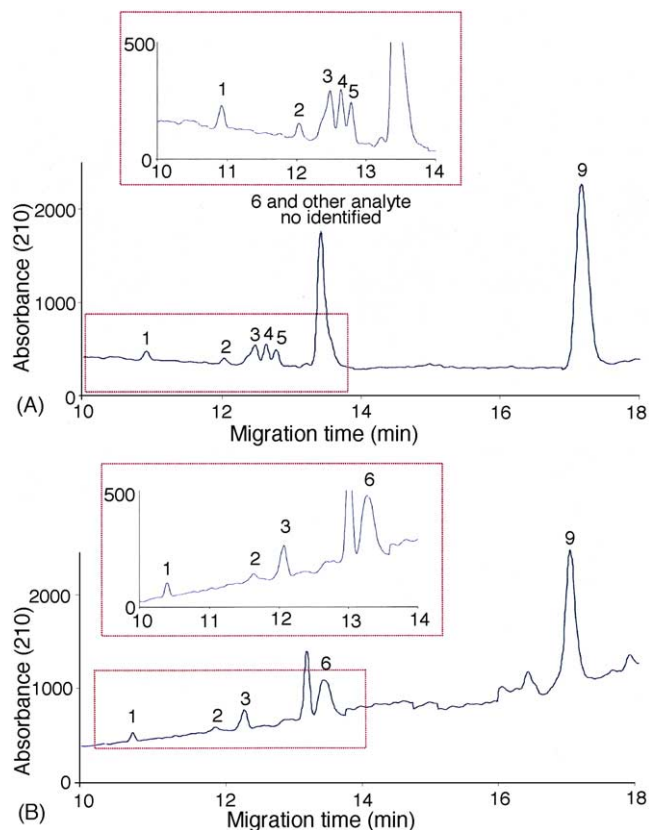 500
1
2
3
4
5
0
10 11 12 13 14
6 and other analyte
no identified
9
Absorbance (210)
2000
1000
0
1
2
3 4 5
10 12 14 16 18
(A)
Migration time (min)
500
1
2
3
6
0
10 11 12 13 14
9
Absorbance (210)
2000
1000
0
1
2
3
6
10 12 14 16 18
(B)
Migration time (min)